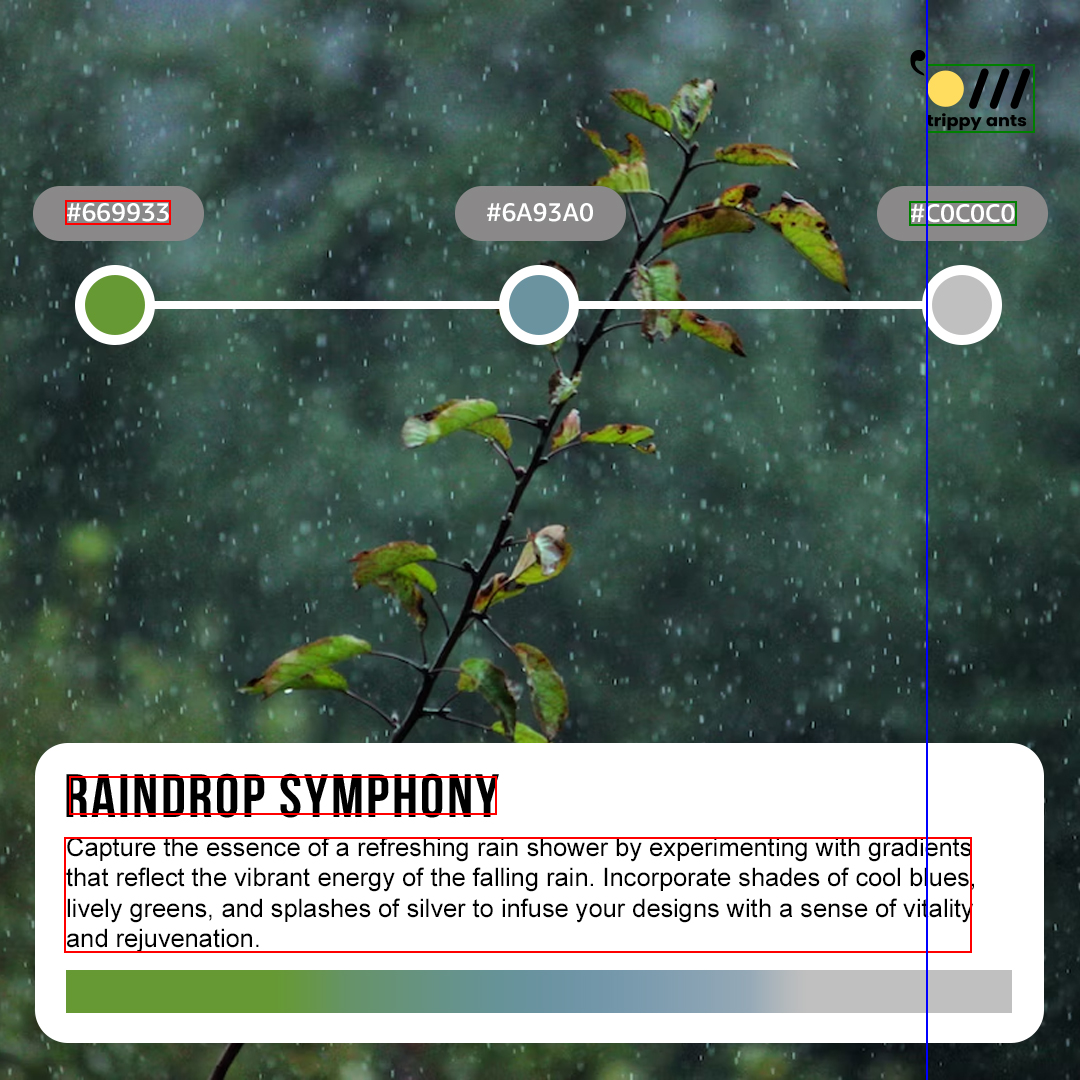 trippy ants
#669933
#6A93A0
#C0C0C0
RAINDROP SYMPHONY
Capture the essence of a refreshing rain shower by experimenting with gradients
that reflect the vibrant energy of the falling rain. Incorporate shades of cool blues,
lively greens, and splashes of silver to infuse your designs with a sense of vitality
and rejuvenation.